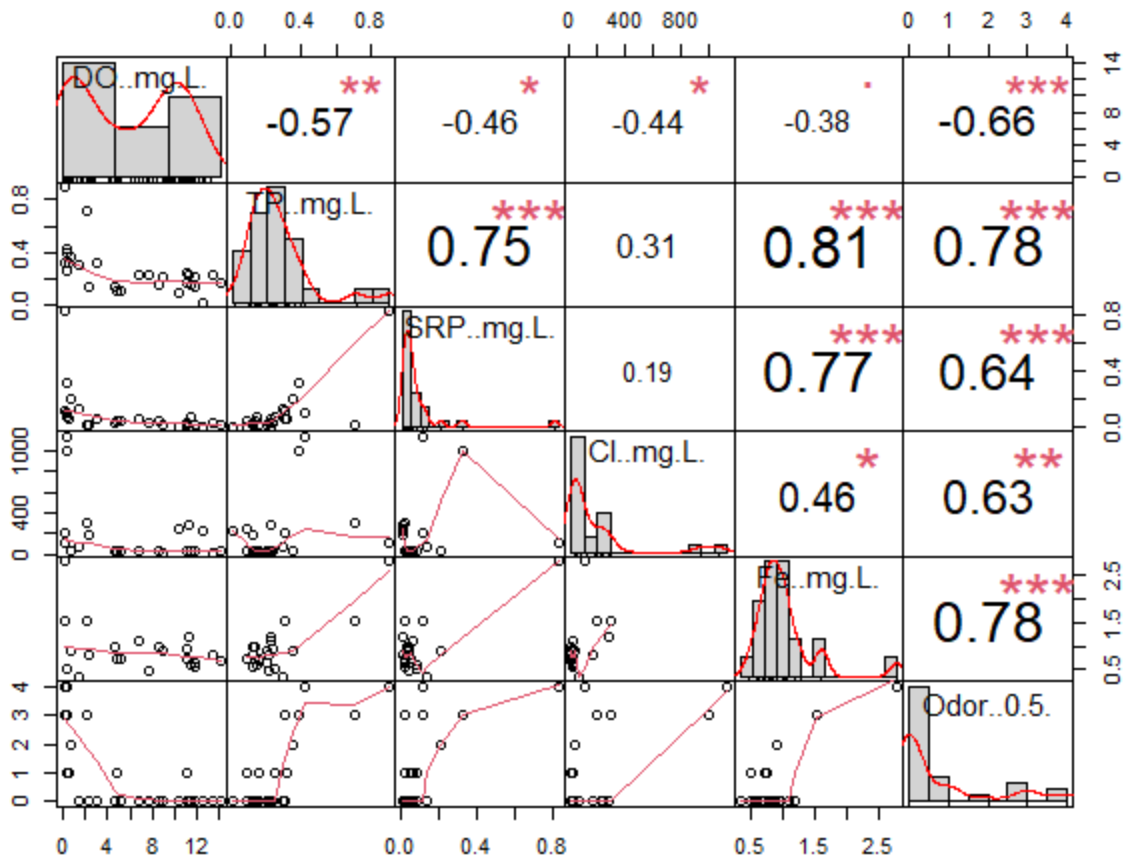 0.0 0.4 0.8 0 400 800 0 1 2 3 4
DO..mg.L. -0.57 ** -0.46 * -0.44 * -0.38 . -0.66 *** 0 4 8 14
0.0 0.4 0.8 TP..mg.L. 0.75 *** 0.31 0.81 *** 0.78 ***
SRP..mg.L. 0.19 0.77 *** 0.64 *** 0.0 0.4 0.8
0 400 1000 Cl..mg.L. 0.46 * 0.63 **
Fe..mg.L. 0.78 *** 0.5 1.5 2.5
0 1 2 3 4 Odor..0.5.
0 4 8 12 0.0 0.4 0.8 0.5 1.5 2.5